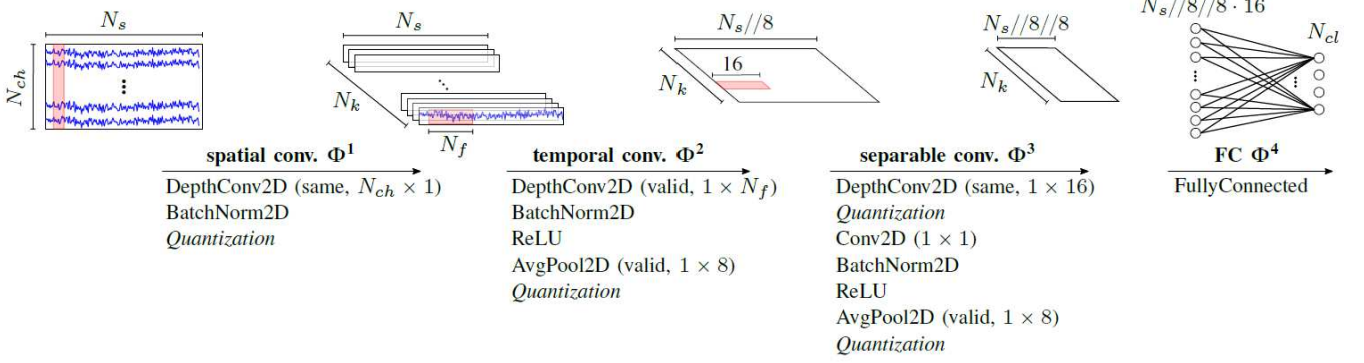 N_s
N_ch
N_s
N_k
N_f
N_s//8
16
N_k
N_s//8//8
N_k
N_s//8//8 · 16
N_cl
spatial conv. Φ^1
DepthConv2D (same, N_ch × 1)
BatchNorm2D
Quantization
temporal conv. Φ^2
DepthConv2D (valid, 1 × N_f)
BatchNorm2D
ReLU
AvgPool2D (valid, 1 × 8)
Quantization
separable conv. Φ^3
DepthConv2D (same, 1 × 16)
Quantization
Conv2D (1 × 1)
BatchNorm2D
ReLU
AvgPool2D (valid, 1 × 8)
Quantization
FC Φ^4
FullyConnected